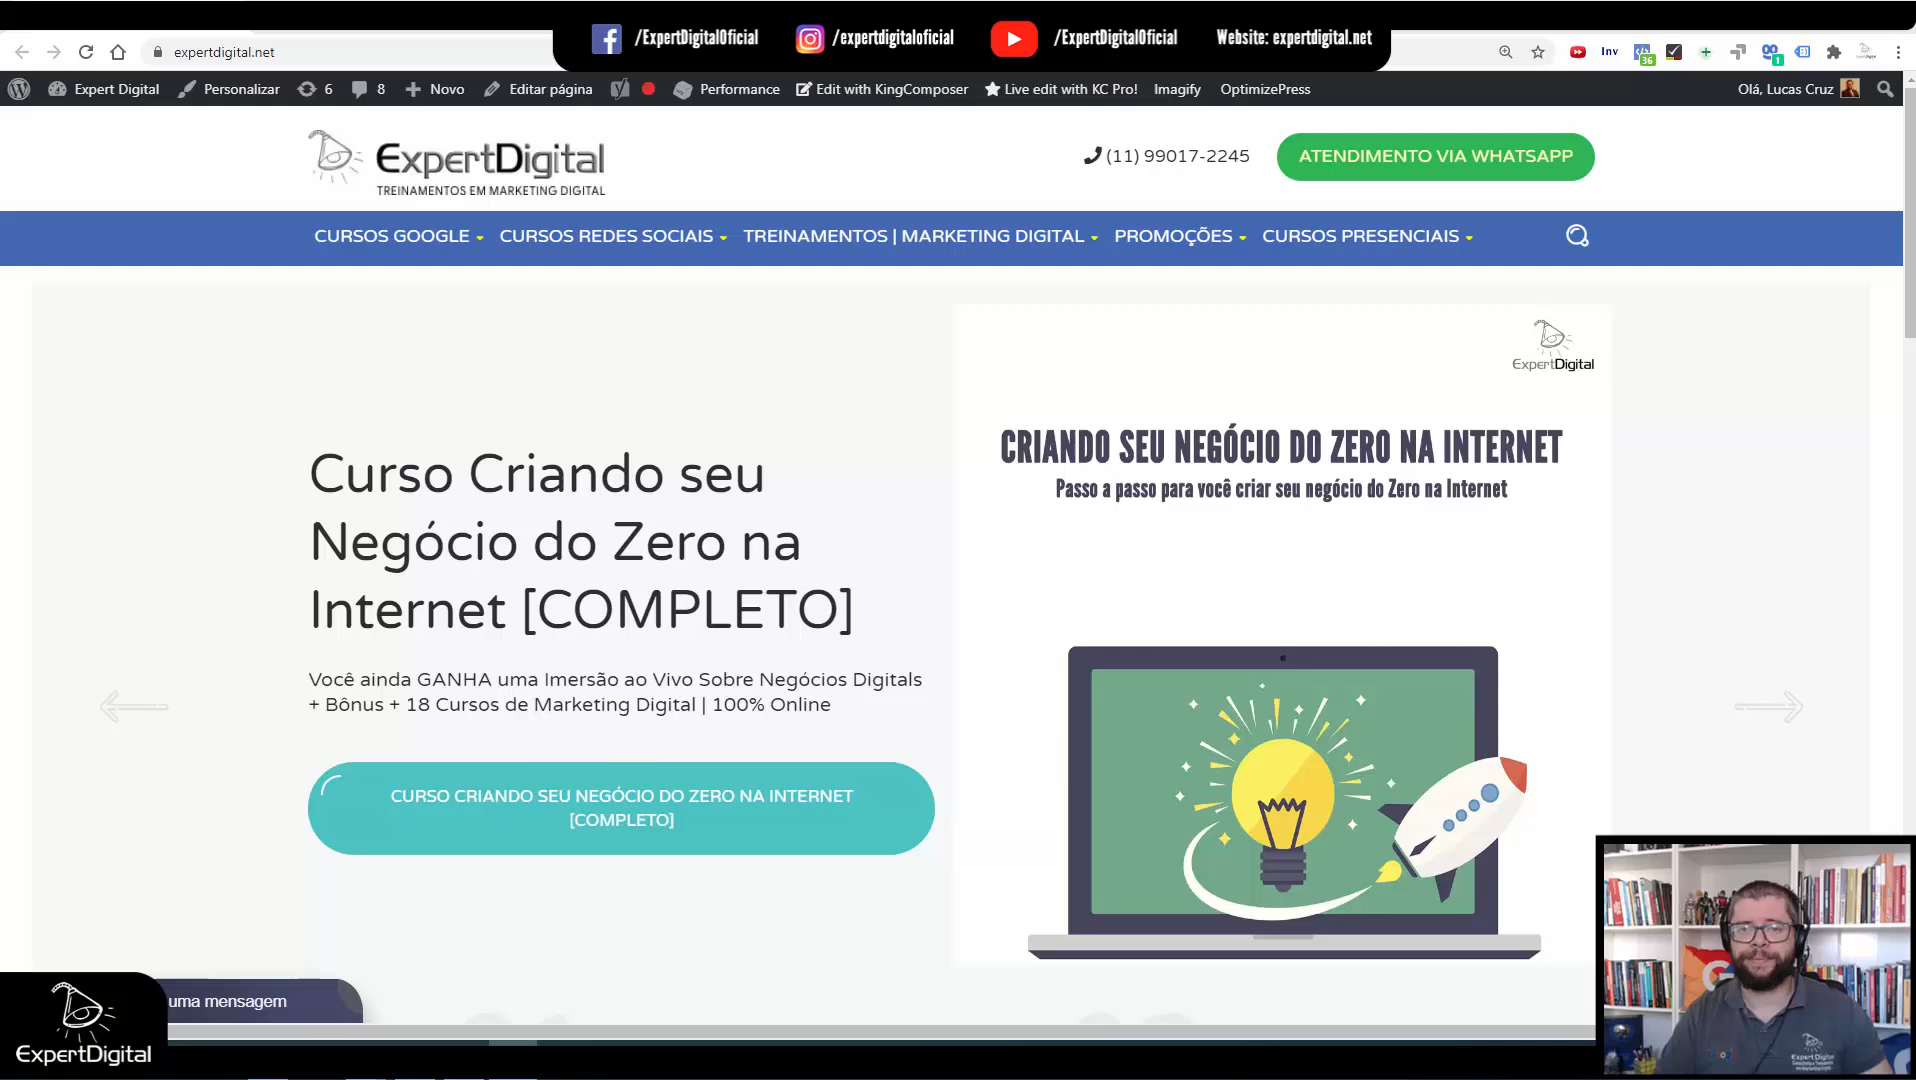 /ExpertDigitalOficial
/expertdigitaloficial
/ExpertDigitalOficial
Website: expertdigital.net
expertdigital.net
Inv
36
1
Expert Digital
Personalizar
6
8
Novo
Editar página
Performance
Edit with KingComposer
Live edit with KC Pro!
Imagify
OptimizePress
Olá, Lucas Cruz
ExpertDigital
TREINAMENTOS EM MARKETING DIGITAL
(11) 99017-2245
ATENDIMENTO VIA WHATSAPP
CURSOS GOOGLE
CURSOS REDES SOCIAIS
TREINAMENTOS | MARKETING DIGITAL
PROMOÇÕES
CURSOS PRESENCIAIS
ExpertDigital
CRIANDO SEU NEGÓCIO DO ZERO NA INTERNET
Passo a passo para você criar seu negócio do Zero na Internet
Curso Criando seu
Negócio do Zero na
Internet [COMPLETO]
Você ainda GANHA uma Imersão ao Vivo Sobre Negócios Digitals
+ Bônus + 18 Cursos de Marketing Digital | 100% Online
CURSO CRIANDO SEU NEGÓCIO DO ZERO NA INTERNET
[COMPLETO]
uma mensagem
ExpertDigital
ExpertDigital